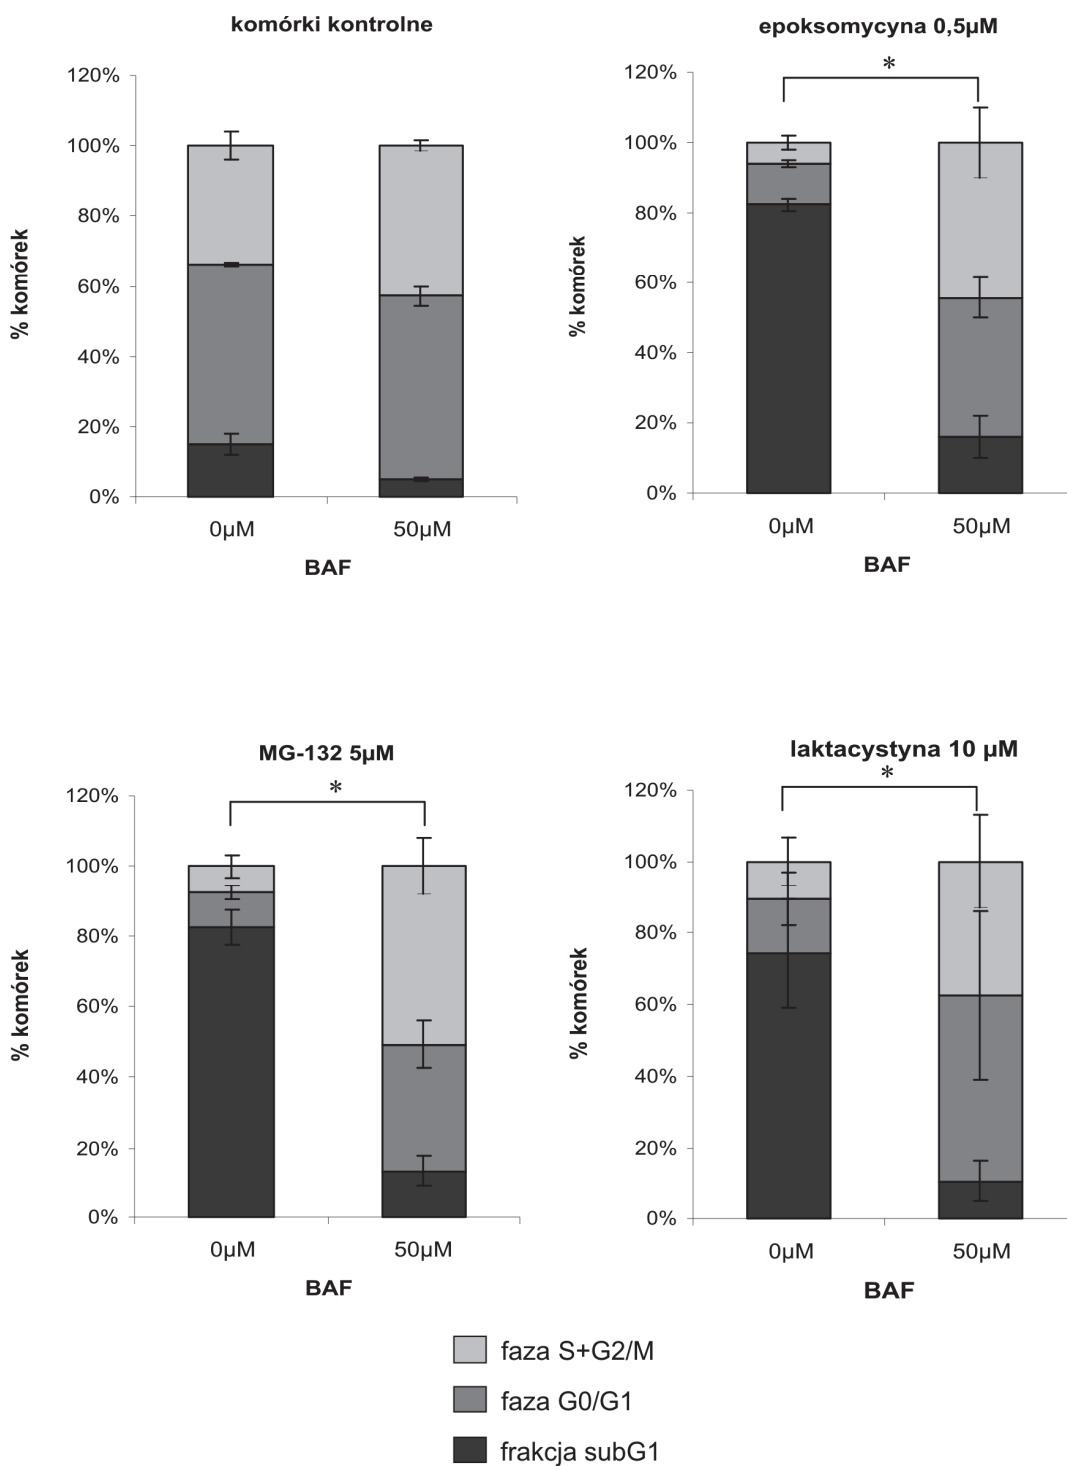 komórki kontrolne
120%
100%
80%
60%
40%
20%
0%
% komórek
0µM 50µM
BAF
epoksomycyna 0,5µM
*
120%
100%
80%
60%
40%
20%
0%
% komórek
0µM 50µM
BAF
MG-132 5µM
*
120%
100%
80%
60%
40%
20%
0%
% komórek
0µM 50µM
BAF
laktacystyna 10 µM
*
120%
100%
80%
60%
40%
20%
0%
% komórek
0µM 50µM
BAF
faza S+G2/M
faza G0/G1
frakcja subG1